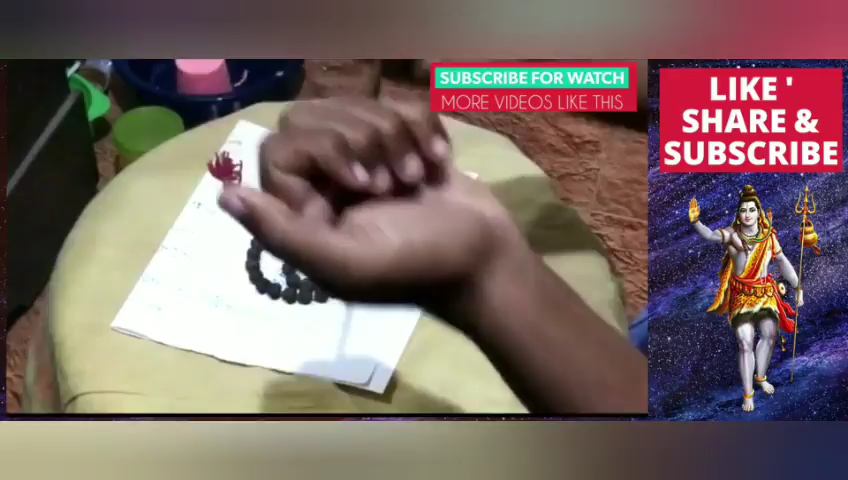 SUBSCRIBE FOR WATCH
MORE VIDEOS LIKE THIS
LIKE '
SHARE &
SUBSCRIBE